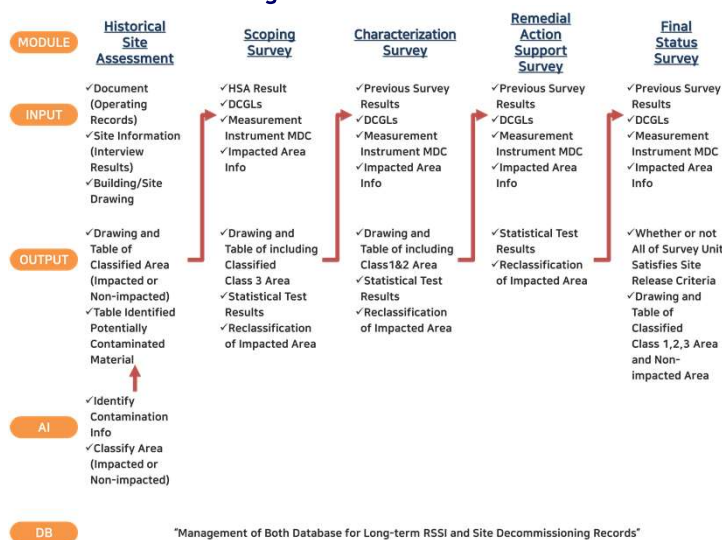 MODULE
Historical
Site
Assessment
Scoping
Survey
Characterization
Survey
Remedial
Action
Support
Survey
Final
Status
Survey
INPUT
✓Document
(Operating
Records)
✓Site Information
(Interview
Results)
✓Building/Site
Drawing
✓HSA Result
✓DCGLs
✓Measurement
Instrument MDC
✓Impacted Area
Info
✓Previous Survey
Results
✓DCGLs
✓Measurement
Instrument MDC
✓Impacted Area
Info
✓Previous Survey
Results
✓DCGLs
✓Measurement
Instrument MDC
✓Impacted Area
Info
✓Previous Survey
Results
✓DCGLs
✓Measurement
Instrument MDC
✓Impacted Area
Info
OUTPUT
✓Drawing and
Table of
Classified Area
(Impacted or
Non-impacted)
✓Table Identified
Potentially
Contaminated
Material
✓Drawing and
Table of including
Classified
Class 3 Area
✓Statistical Test
Results
✓Reclassification
of Impacted Area
✓Drawing and
Table of including
Class1&2 Area
✓Statistical Test
Results
✓Reclassification
of Impacted Area
✓Statistical Test
Results
✓Reclassification
of Impacted Area
✓Whether or not
All of Survey Unit
Satisfies Site
Release Criteria
✓Drawing and
Table of
Classified
Class 1,2,3 Area
and Non-
impacted Area
AI
✓Identify
Contamination
Info
✓Classify Area
(Impacted or
Non-impacted)
DB
"Management of Both Database for Long-term RSSI and Site Decommissioning Records"